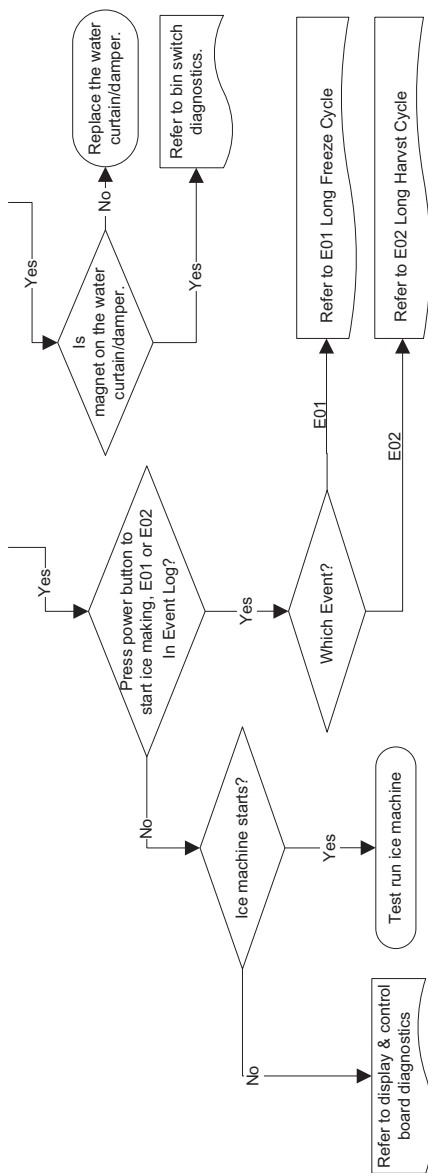 Yes
Is
magnet on the water
curtain/damper.
No
Replace the water
curtain/damper.
Yes
Refer to bin switch
diagnostics.
Yes
Press power button to
start ice making, E01 or E02
In Event Log?
Yes
Which Event?
E01
Refer to E01 Long Freeze Cycle
E02
Refer to E02 Long Harvst Cycle
No
Ice machine starts?
Yes
Test run ice machine
No
Refer to display & control
board diagnostics